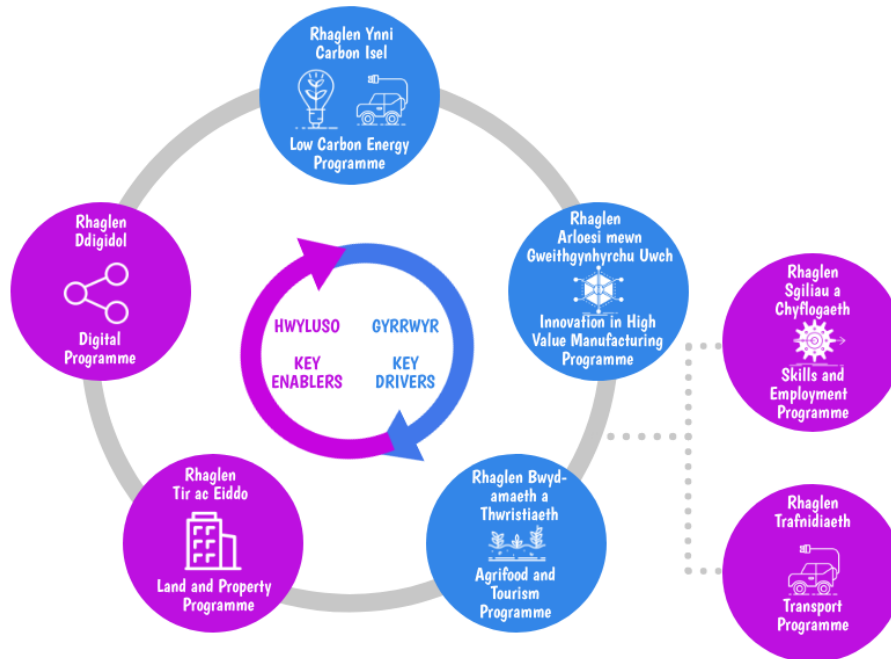 Rhaglen Ynni
Carbon Isel
Low Carbon Energy
Programme
Rhaglen
Ddigidol
Digital
Programme
Rhaglen
Arloesi mewn
Gweithgynhyrchu Uwch
Innovation in High
Value Manufacturing
Programme
Rhaglen
Sgiliau a
Chyflogaeth
Skills and
Employment
Programme
HWYLUSO
KEY
ENABLERS
GYRRWYR
KEY
DRIVERS
Rhaglen
Tir ac Eiddo
Land and Property
Programme
Rhaglen Bwyd-
amaeth a
Thwristiaeth
Agrifood and
Tourism
Programme
Rhaglen
Trafnidiaeth
Transport
Programme